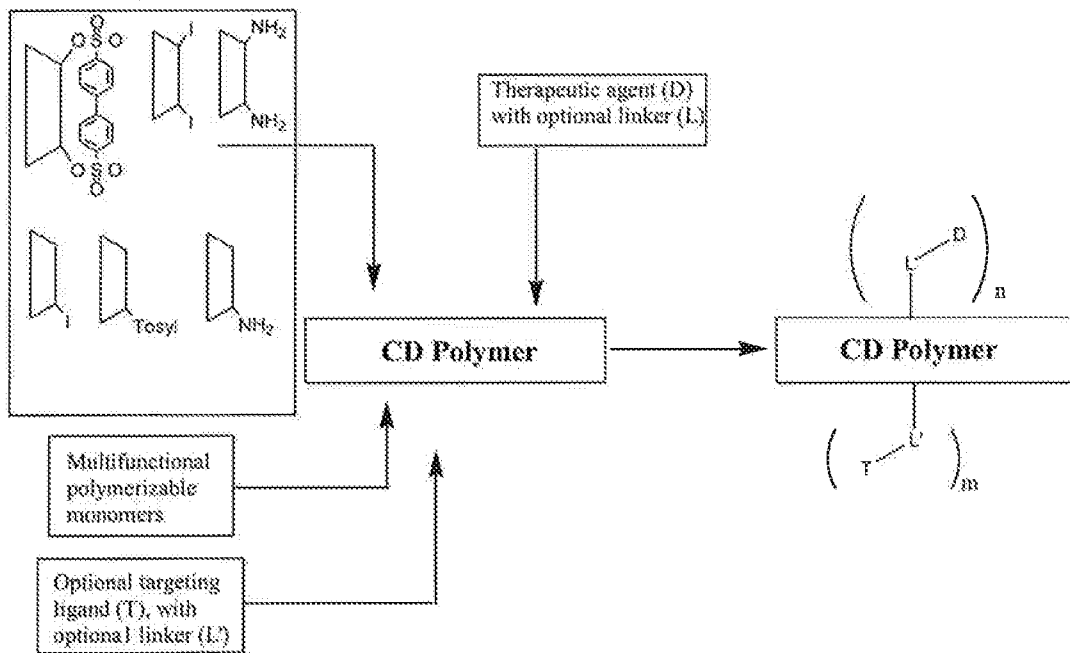 O
S
O
O
O
S
O
O
I
I
NH2
NH2
I
Tosyl
NH2
Therapeutic agent (D)
with optional linker (L)
CD Polymer
Multifunctional
polymerizable
monomers
Optional targeting
ligand (T), with
optional linker (L')
L
D
n
CD Polymer
T
L'
m